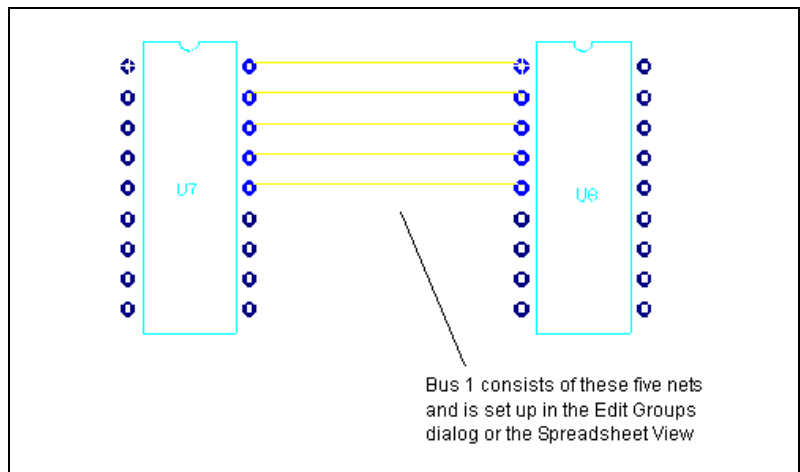 U7
U8
Bus 1 consists of these five nets
and is set up in the Edit Groups
dialog or the Spreadsheet View